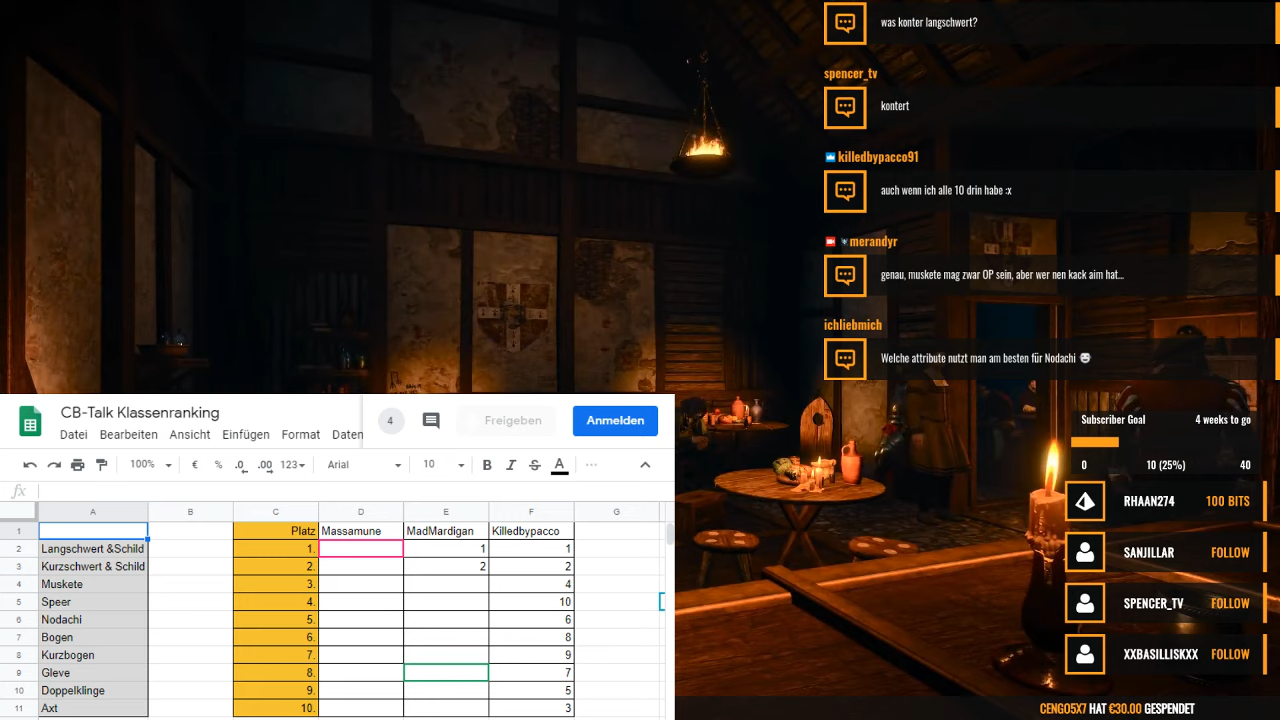 was konter langschwert?
spencer_tv
kontert
killedbypacco91
auch wenn ich alle 10 drin habe :x
merandyr
genau, muskete mag zwar OP sein, aber wer nen kack aim hat...
ichliebmich
Welche attribute nutzt man am besten für Nodachi
Subscriber Goal 4 weeks to go
0 10 (25%) 40
RHAAN274 100 BITS
SANJILLAR FOLLOW
SPENCER_TV FOLLOW
XXBASILLISKXX FOLLOW
CENGO5X7 HAT €30.00 GESPENDET
CB-Talk Klassenranking
4 Freigeben Anmelden
Datei Bearbeiten Ansicht Einfügen Format Daten
100% € % .0 .00 123 Arial 10 B I S A ...
fx
A B C D E F G
1 Platz Massamune MadMardigan Killedbypacco
2 Langschwert &Schild 1. 1 1
3 Kurzschwert & Schild 2. 2 2
4 Muskete 3. 4
5 Speer 4. 10
6 Nodachi 5. 6
7 Bogen 6. 8
8 Kurzbogen 7. 9
9 Gleve 8. 7
10 Doppelklinge 9. 5
11 Axt 10. 3